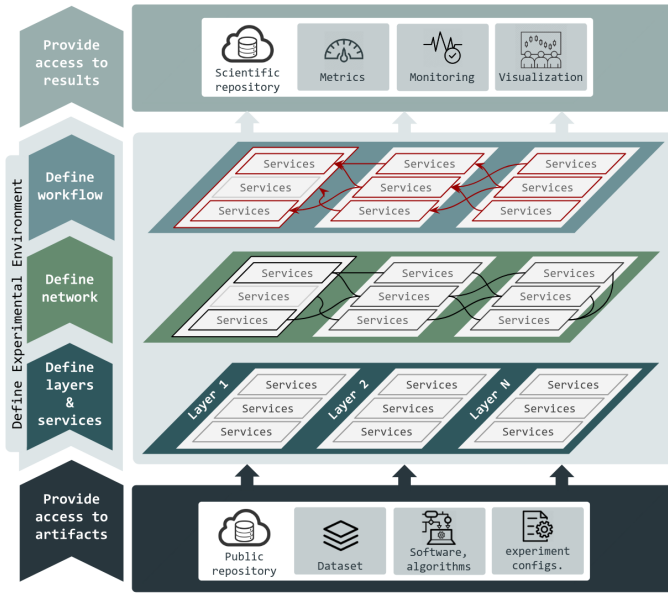 Provide
access to
results
Scientific
repository
Metrics
Monitoring
Visualization
Define Experimental Environment
Define
workflow
Services
Services
Services
Services
Services
Services
Services
Services
Services
Define
network
Services
Services
Services
Services
Services
Services
Services
Services
Services
Define
layers
&
services
Layer 1
Services
Services
Services
Layer 2
Services
Services
Services
Layer N
Services
Services
Services
Provide
access to
artifacts
Public
repository
Dataset
Software,
algorithms
experiment
configs.